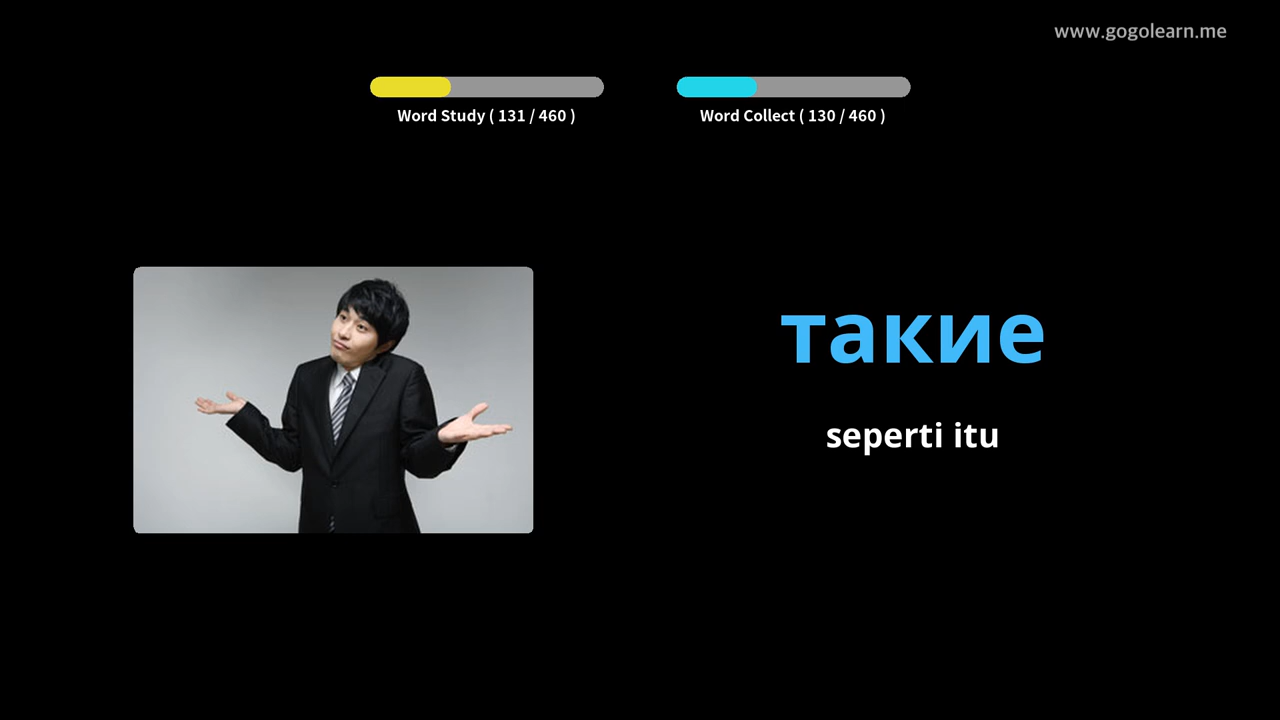 www.gogolearn.me
Word Study ( 131 / 460 )
Word Collect ( 130 / 460 )
такие
seperti itu